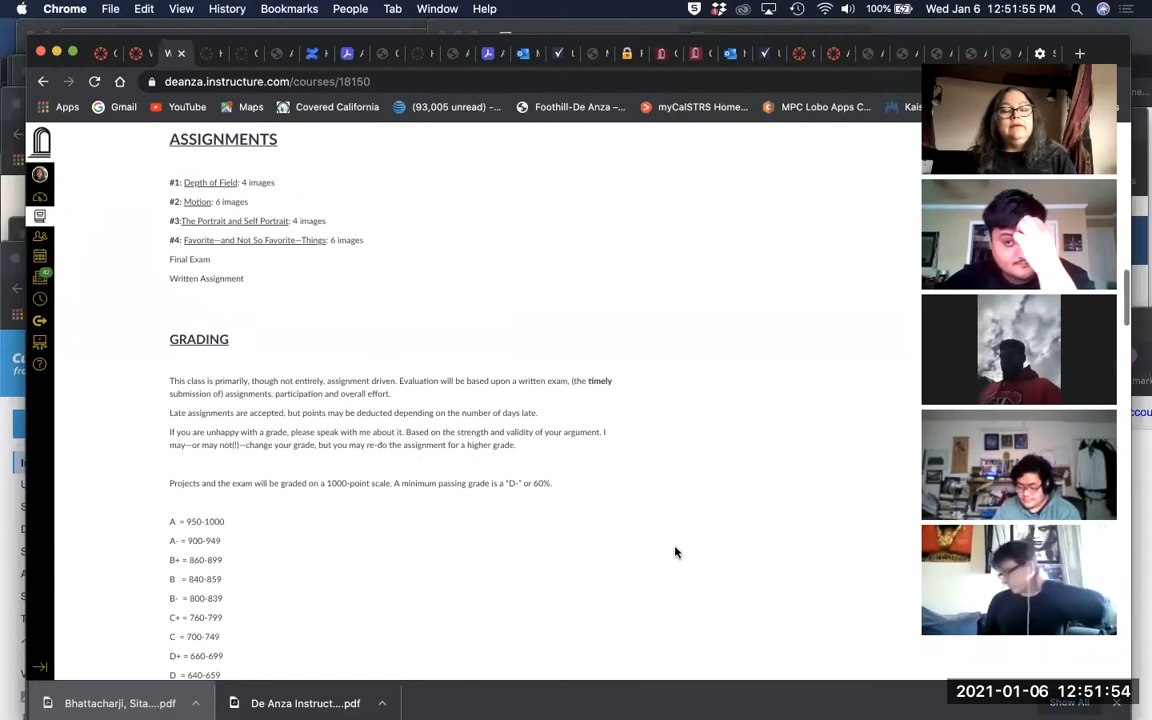 Chrome File Edit View History Bookmarks People Tab Window Help 100% Wed Jan 6 12:51:55 PM
deanza.instructure.com/courses/18150
Apps Gmail YouTube Maps Covered California (93,005 unread) -... Foothill-De Anza –... myCalSTRS Home... MPC Lobo Apps C... Kais
ASSIGNMENTS
#1: Depth of Field: 4 images
#2: Motion: 6 images
#3:The Portrait and Self Portrait: 4 images
#4: Favorite—and Not So Favorite—Things: 6 images
Final Exam
Written Assignment
GRADING
This class is primarily, though not entirely, assignment driven. Evaluation will be based upon a written exam, (the timely
submission of) assignments, participation and overall effort.
Late assignments are accepted, but points may be deducted depending on the number of days late.
If you are unhappy with a grade, please speak with me about it. Based on the strength and validity of your argument. I
may—or may not(!)—change your grade, but you may re-do the assignment for a higher grade.
Projects and the exam will be graded on a 1000-point scale. A minimum passing grade is a "D-" or 60%.
A = 950-1000
A- = 900-949
B+ = 860-899
B = 840-859
B- = 800-839
C+ = 760-799
C = 700-749
D+ = 660-699
D = 640-659
Bhattacharji, Sita....pdf De Anza Instruct....pdf
2021-01-06 12:51:54
Show All